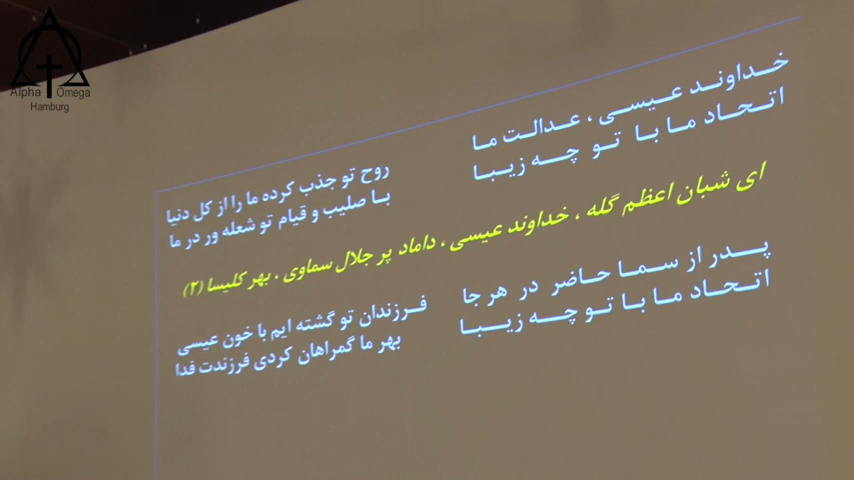 Alpha Omega
Hamburg
خداوند عیسی ، عدالت ما
روح تو جذب کرده ما را از کل دنیا
اتحاد ما با تو چه زیبا
با صلیب و قیام تو شعله ور در ما
ای شبان اعظم گله ، خداوند عیسی ، داماد پر جلال سماوی ، بهر کلیسا (۲)
پدر از سما حاضر در هر جا
فرزندان تو گشته ایم با خون عیسی
اتحاد ما با تو چه زیبا
بهر ما گمراهان کردی فرزندت فدا